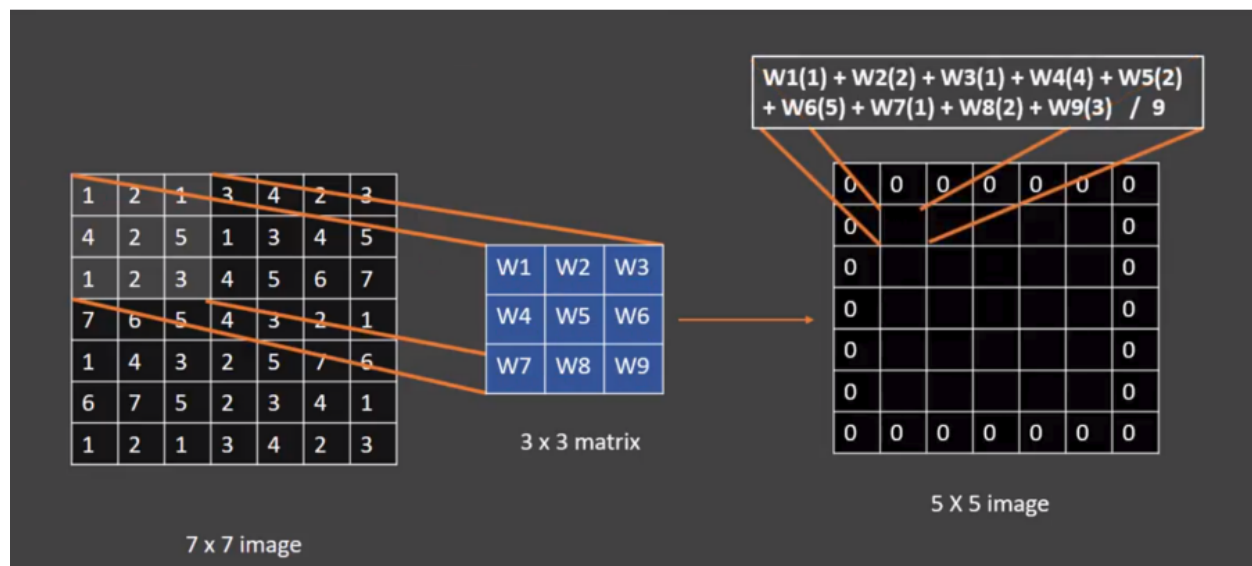 W1(1) + W2(2) + W3(1) + W4(4) + W5(2)
+ W6(5) + W7(1) + W8(2) + W9(3) / 9
1 2 1 3 4 2 3
4 2 5 1 3 4 5
1 2 3 4 5 6 7
7 6 5 4 3 2 1
1 4 3 2 5 7 6
6 7 5 2 3 4 1
1 2 1 3 4 2 3
7 x 7 image
W1 W2 W3
W4 W5 W6
W7 W8 W9
3 x 3 matrix
0 0 0 0 0 0 0
0 0
0 0
0 0
0 0
0 0
0 0 0 0 0 0 0
5 X 5 image